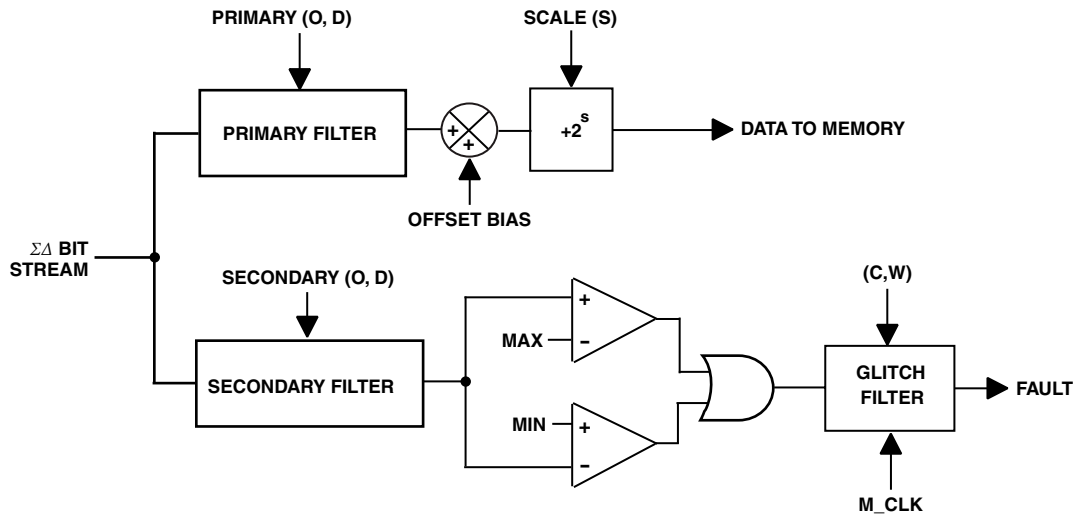 PRIMARY (O, D)
SCALE (S)
PRIMARY FILTER
+
+
+2^s
DATA TO MEMORY
OFFSET BIAS
ΣΔ BIT
STREAM
SECONDARY (O, D)
(C,W)
SECONDARY FILTER
+
MAX
−
MIN
+
−
GLITCH
FILTER
FAULT
M_CLK